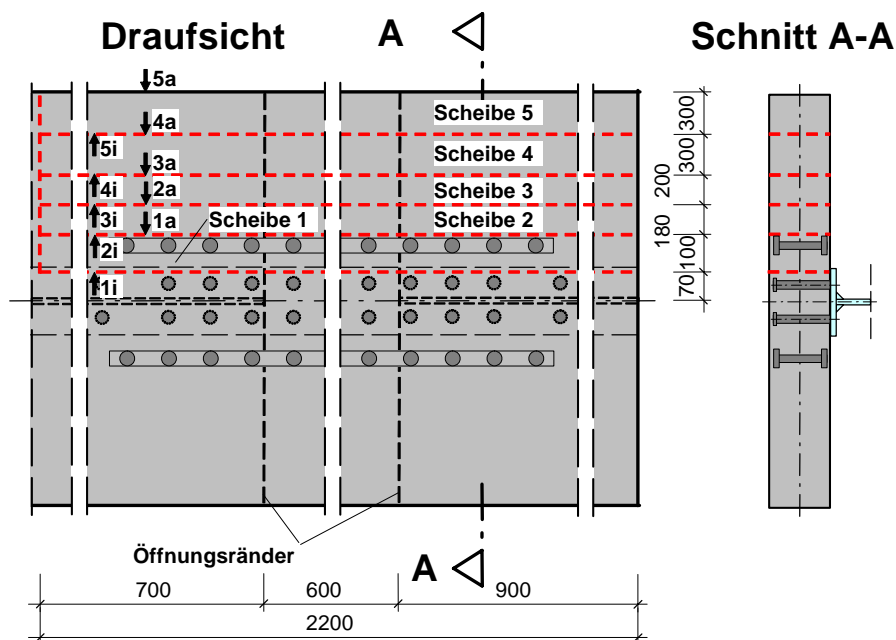 Draufsicht
A
Schnitt A-A
5a
4a
Scheibe 5
300
5i
3a
Scheibe 4
300
4i
2a
Scheibe 3
200
3i
1a
Scheibe 1
Scheibe 2
180
2i
100
1i
70
Öffnungsränder
A
700
600
900
2200